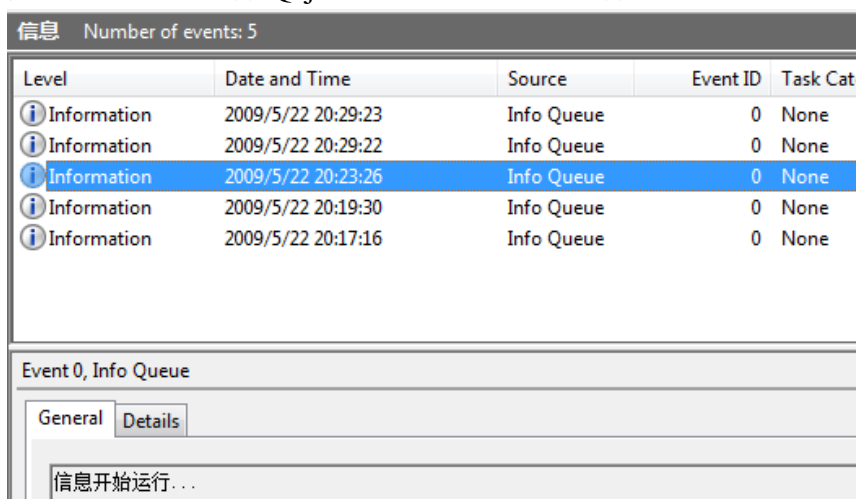 信息 Number of events: 5
Level Date and Time Source Event ID Task Cat
Information 2009/5/22 20:29:23 Info Queue 0 None
Information 2009/5/22 20:29:22 Info Queue 0 None
Information 2009/5/22 20:23:26 Info Queue 0 None
Information 2009/5/22 20:19:30 Info Queue 0 None
Information 2009/5/22 20:17:16 Info Queue 0 None
Event 0, Info Queue
General Details
信息开始运行...